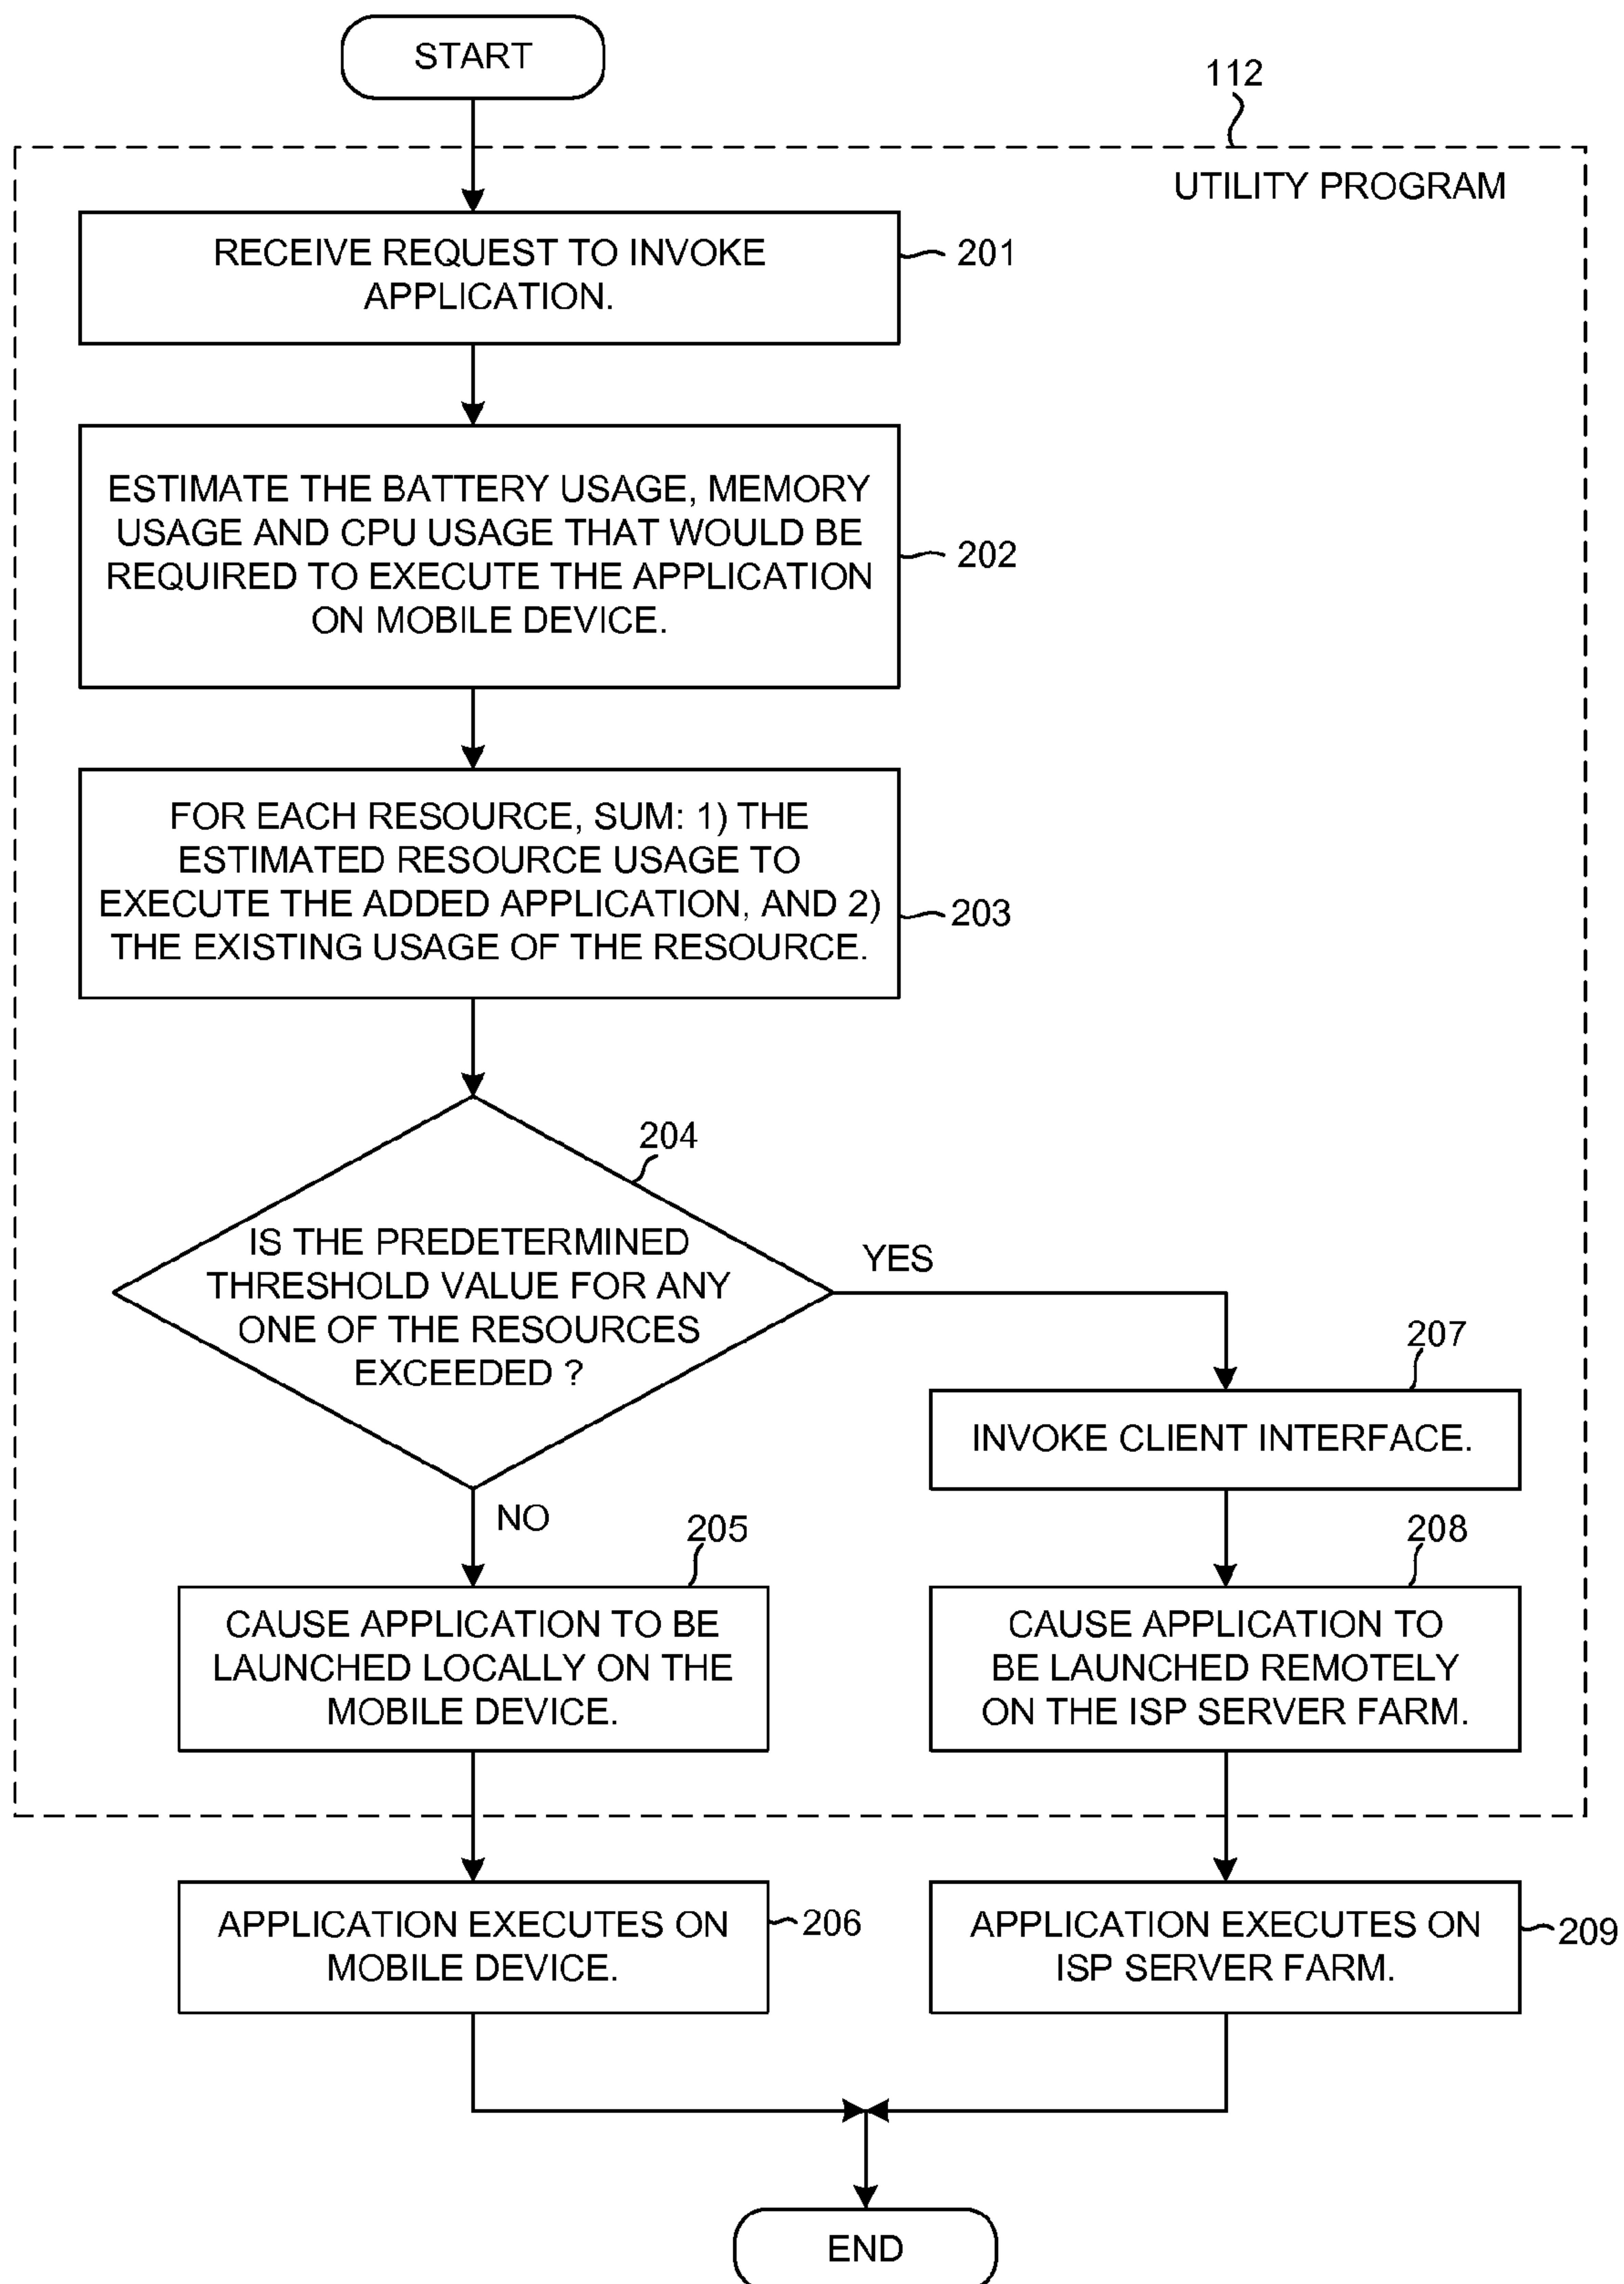 START
112
UTILITY PROGRAM
RECEIVE REQUEST TO INVOKE
APPLICATION.
201
ESTIMATE THE BATTERY USAGE, MEMORY
USAGE AND CPU USAGE THAT WOULD BE
REQUIRED TO EXECUTE THE APPLICATION
ON MOBILE DEVICE.
202
FOR EACH RESOURCE, SUM: 1) THE
ESTIMATED RESOURCE USAGE TO
EXECUTE THE ADDED APPLICATION, AND 2)
THE EXISTING USAGE OF THE RESOURCE.
203
204
IS THE PREDETERMINED
THRESHOLD VALUE FOR ANY
ONE OF THE RESOURCES
EXCEEDED ?
YES
NO
207
INVOKE CLIENT INTERFACE.
205
CAUSE APPLICATION TO BE
LAUNCHED LOCALLY ON THE
MOBILE DEVICE.
208
CAUSE APPLICATION TO
BE LAUNCHED REMOTELY
ON THE ISP SERVER FARM.
APPLICATION EXECUTES ON
MOBILE DEVICE.
206
APPLICATION EXECUTES ON
ISP SERVER FARM.
209
END